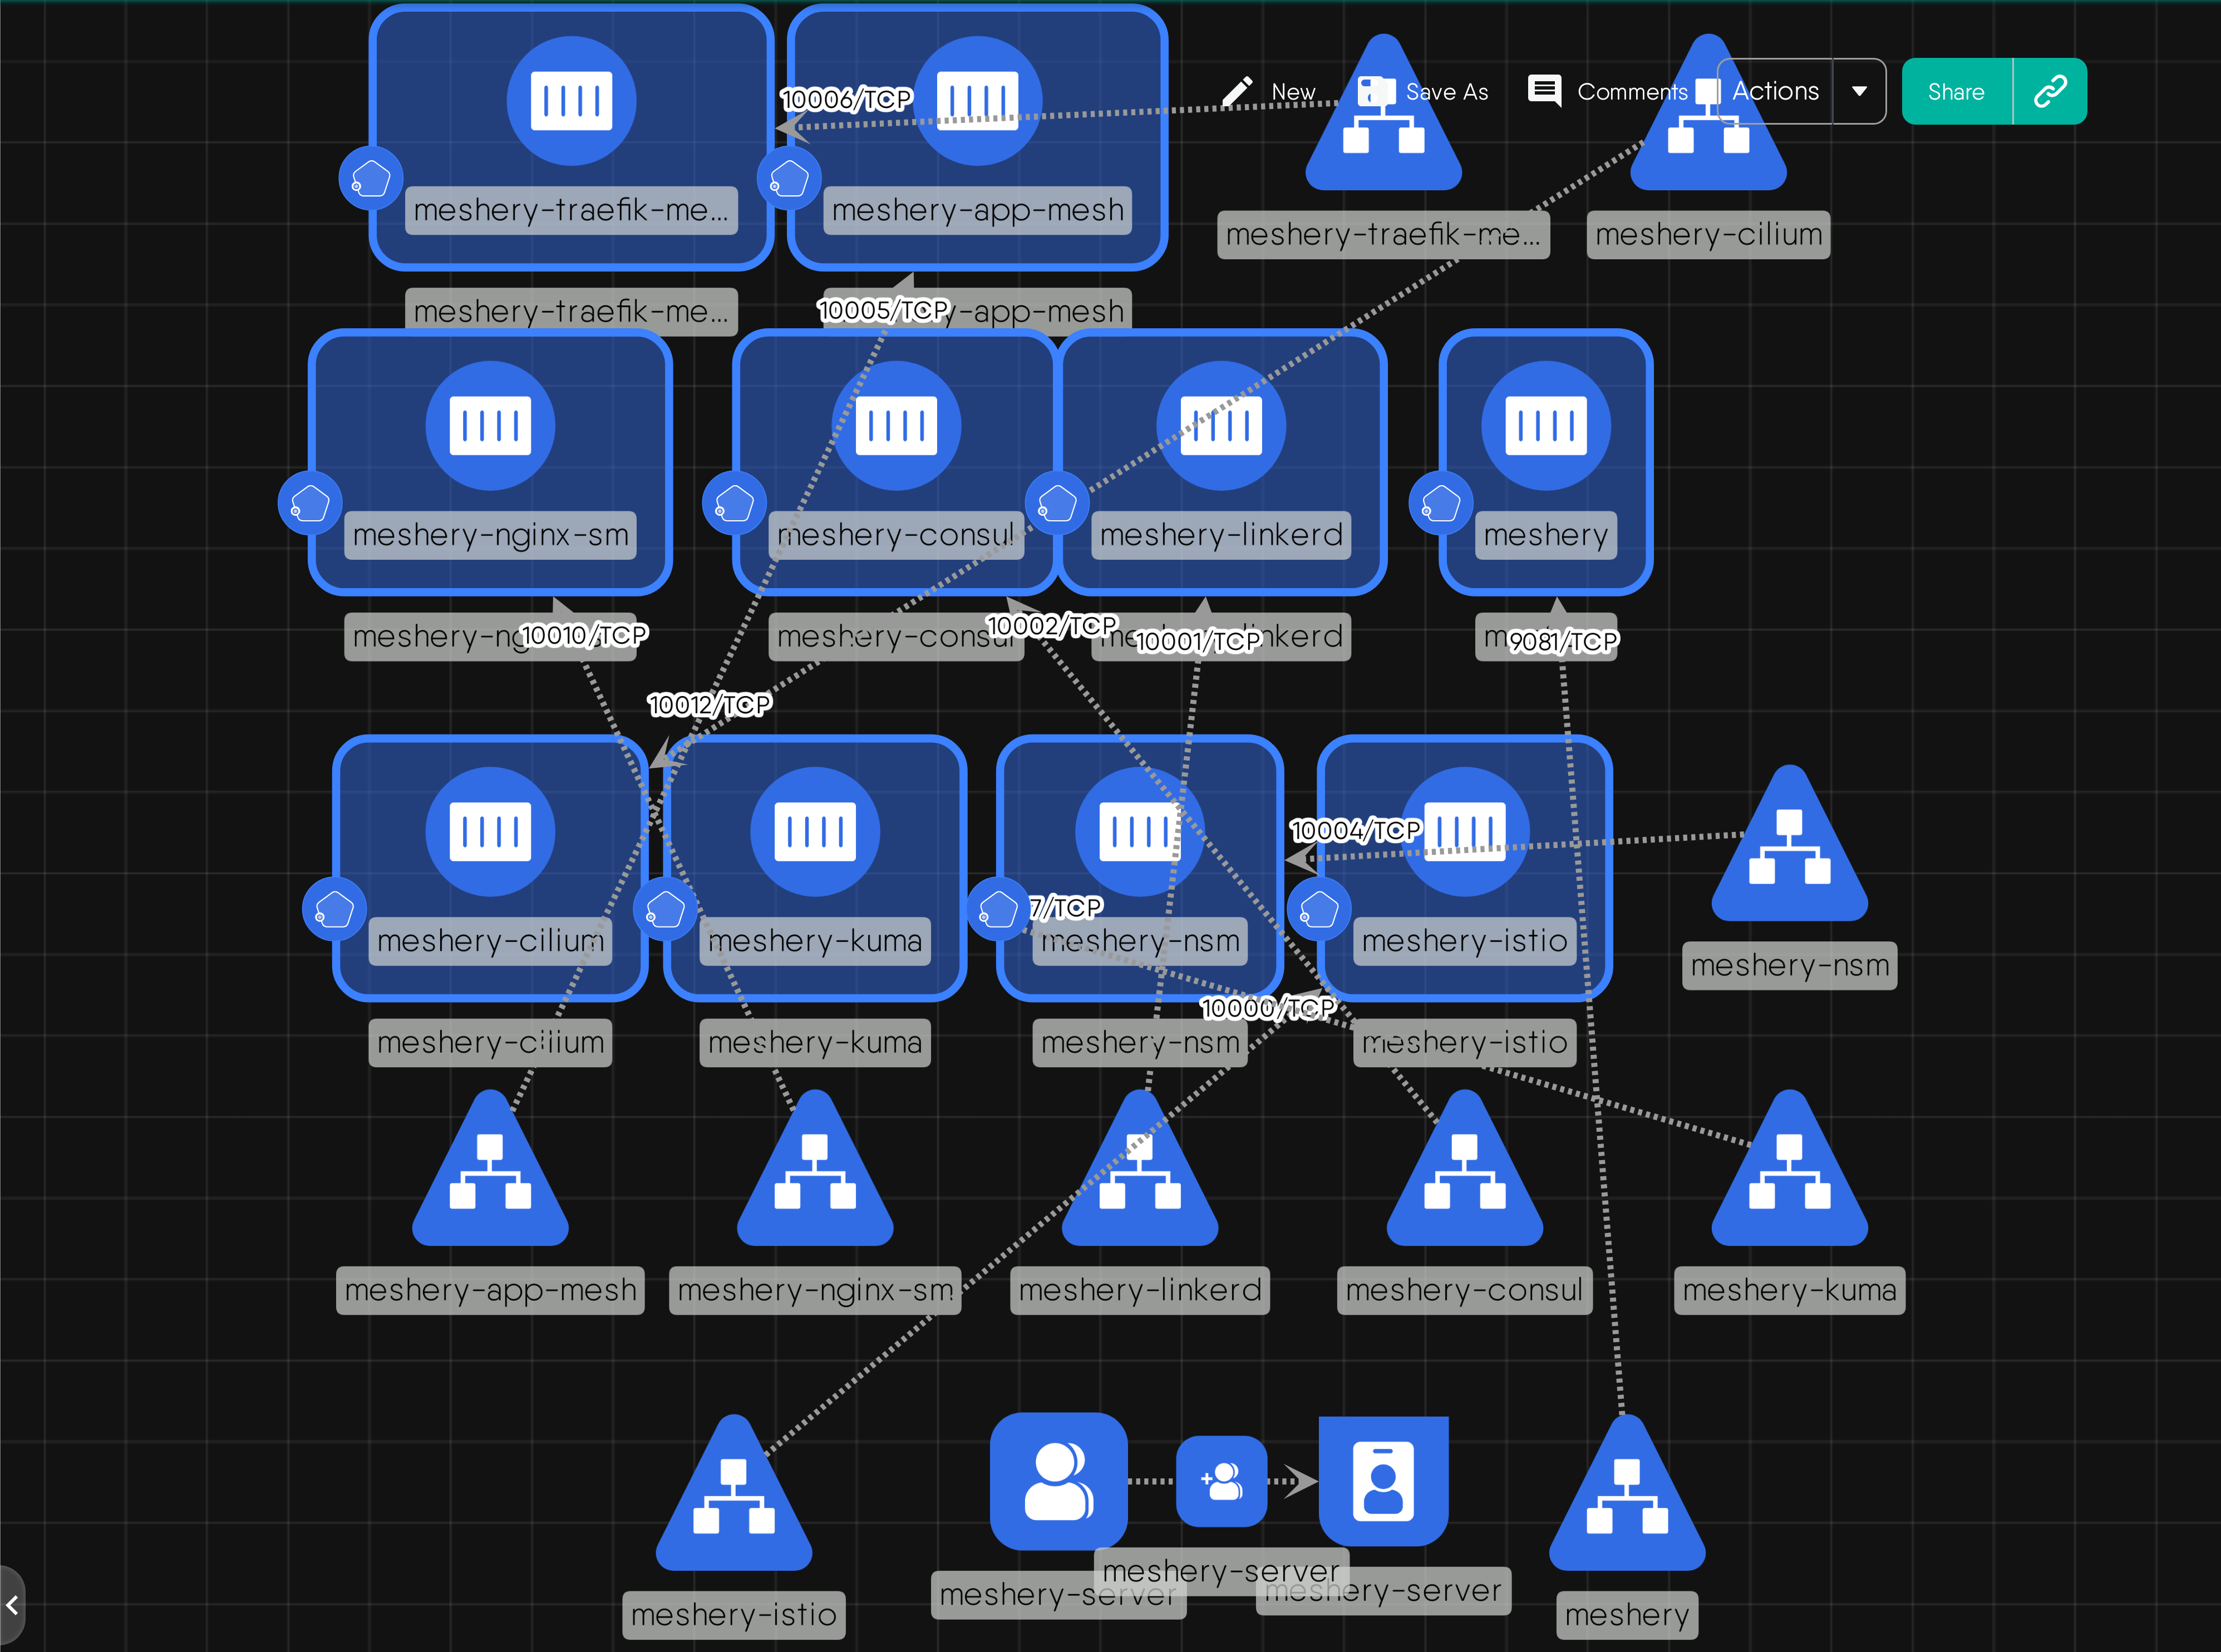 10006/TCP
New
Save As
Comments
Actions
Share
meshery-traefik-me...
meshery-app-mesh
meshery-traefik-me...
meshery-cilium
meshery-traefik-me...
10005/TCP
y-app-mesh
meshery-nginx-sm
meshery-consul
meshery-linkerd
meshery
10010/TCP
meshery-consul
10002/TCP
10001/TCP
inkerd
9081/TCP
10012/TCP
10004/TCP
7/TCP
meshery-cilium
meshery-kuma
meshery-nsm
meshery-istio
meshery-nsm
10000/TCP
meshery-cilium
meshery-kuma
meshery-nsm
meshery-istio
meshery-app-mesh
meshery-nginx-sm
meshery-linkerd
meshery-consul
meshery-kuma
meshery-server
meshery-server
meshery-server
meshery-istio
meshery